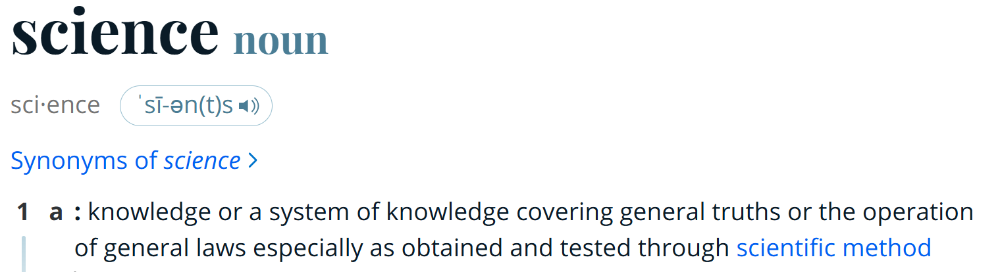 science noun
sci·ence ˈsī-ən(t)s
Synonyms of science
1 a : knowledge or a system of knowledge covering general truths or the operation
of general laws especially as obtained and tested through scientific method